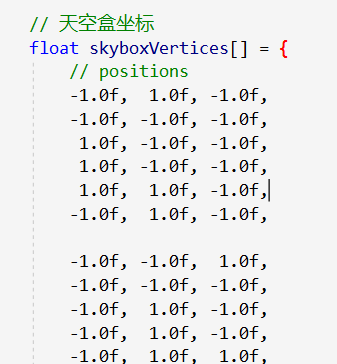 // 天空盒坐标
float skyboxVertices[] = {
// positions
-1.0f,  1.0f, -1.0f,
-1.0f, -1.0f, -1.0f,
1.0f, -1.0f, -1.0f,
1.0f, -1.0f, -1.0f,
1.0f,  1.0f, -1.0f,
-1.0f,  1.0f, -1.0f,
-1.0f, -1.0f,  1.0f,
-1.0f, -1.0f, -1.0f,
-1.0f,  1.0f, -1.0f,
-1.0f,  1.0f, -1.0f,
-1.0f,  1.0f,  1.0f,